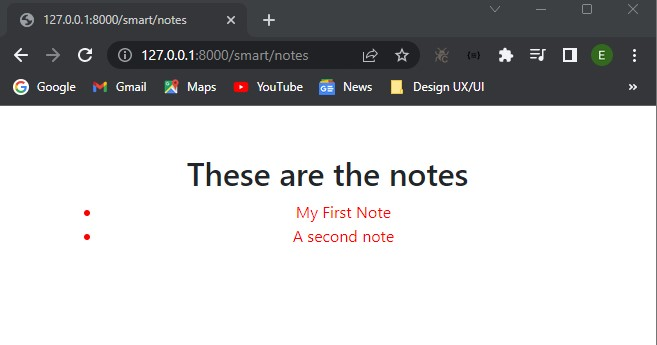 127.0.0.1:8000/smart/notes
127.0.0.1:8000/smart/notes
E
Google Gmail Maps YouTube News Design UX/UI »
These are the notes
My First Note
A second note